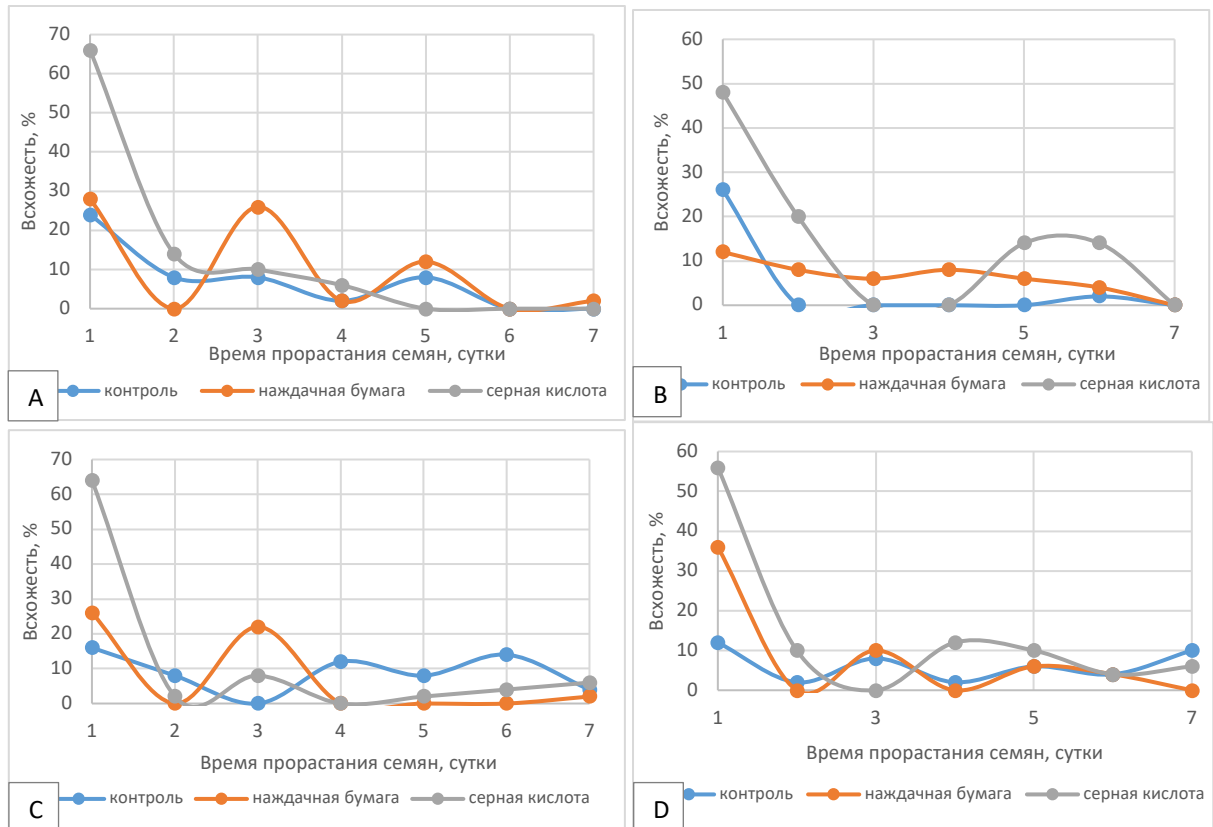 70
60
50
40
30
20
10
0
Всхожесть, %
1 2 3 4 5 6 7
Время прорастания семян, сутки
контроль наждачная бумага серная кислота
A
60
50
40
30
20
10
0
Всхожесть, %
1 3 5 7
Время прорастания семян, сутки
контроль наждачная бумага серная кислота
B
70
60
50
40
30
20
10
0
Всхожесть, %
1 2 3 4 5 6 7
Время прорастания семян, сутки
контроль наждачная бумага серная кислота
C
60
50
40
30
20
10
0
Всхожесть, %
1 3 5 7
Время прорастания семян, сутки
контроль наждачная бумага серная кислота
D